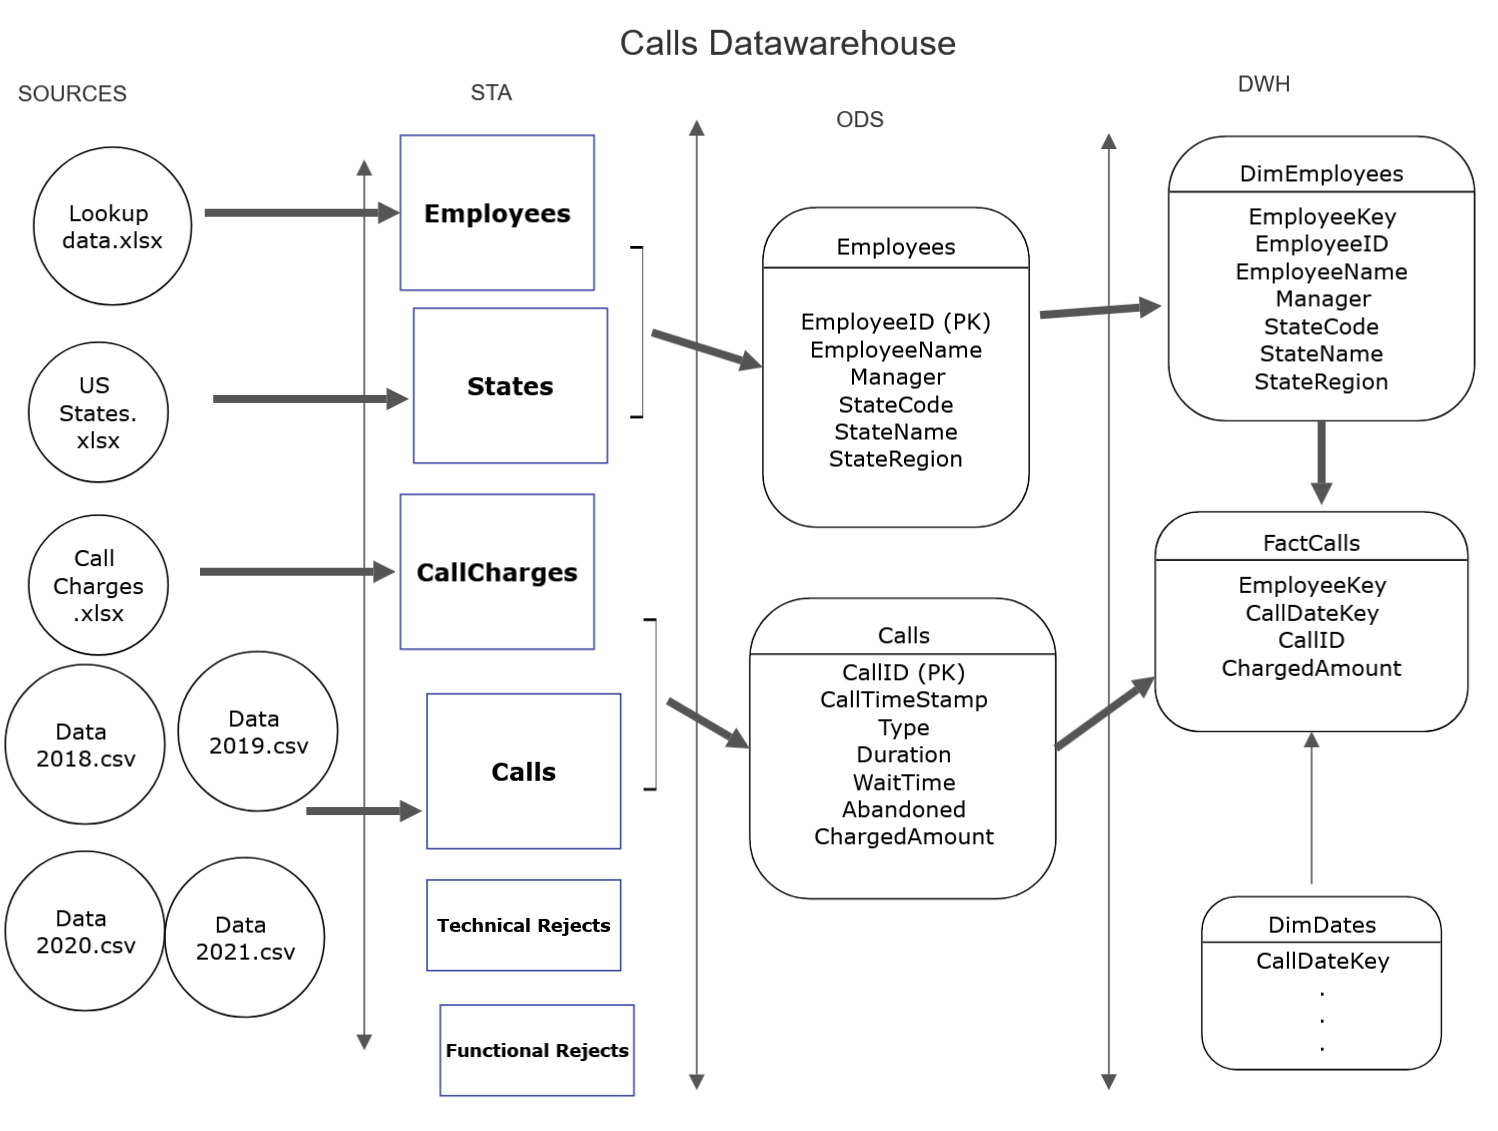 Calls Datawarehouse
SOURCES
STA
ODS
DWH
Lookup
data.xlsx
US
States.
xlsx
Call
Charges
.xlsx
Data
2018.csv
Data
2019.csv
Data
2020.csv
Data
2021.csv
Employees
States
CallCharges
Calls
Technical Rejects
Functional Rejects
Employees
EmployeeID (PK)
EmployeeName
Manager
StateCode
StateName
StateRegion
Calls
CallID (PK)
CallTimeStamp
Type
Duration
WaitTime
Abandoned
ChargedAmount
DimEmployees
EmployeeKey
EmployeeID
EmployeeName
Manager
StateCode
StateName
StateRegion
FactCalls
EmployeeKey
CallDateKey
CallID
ChargedAmount
DimDates
CallDateKey
.
.
.